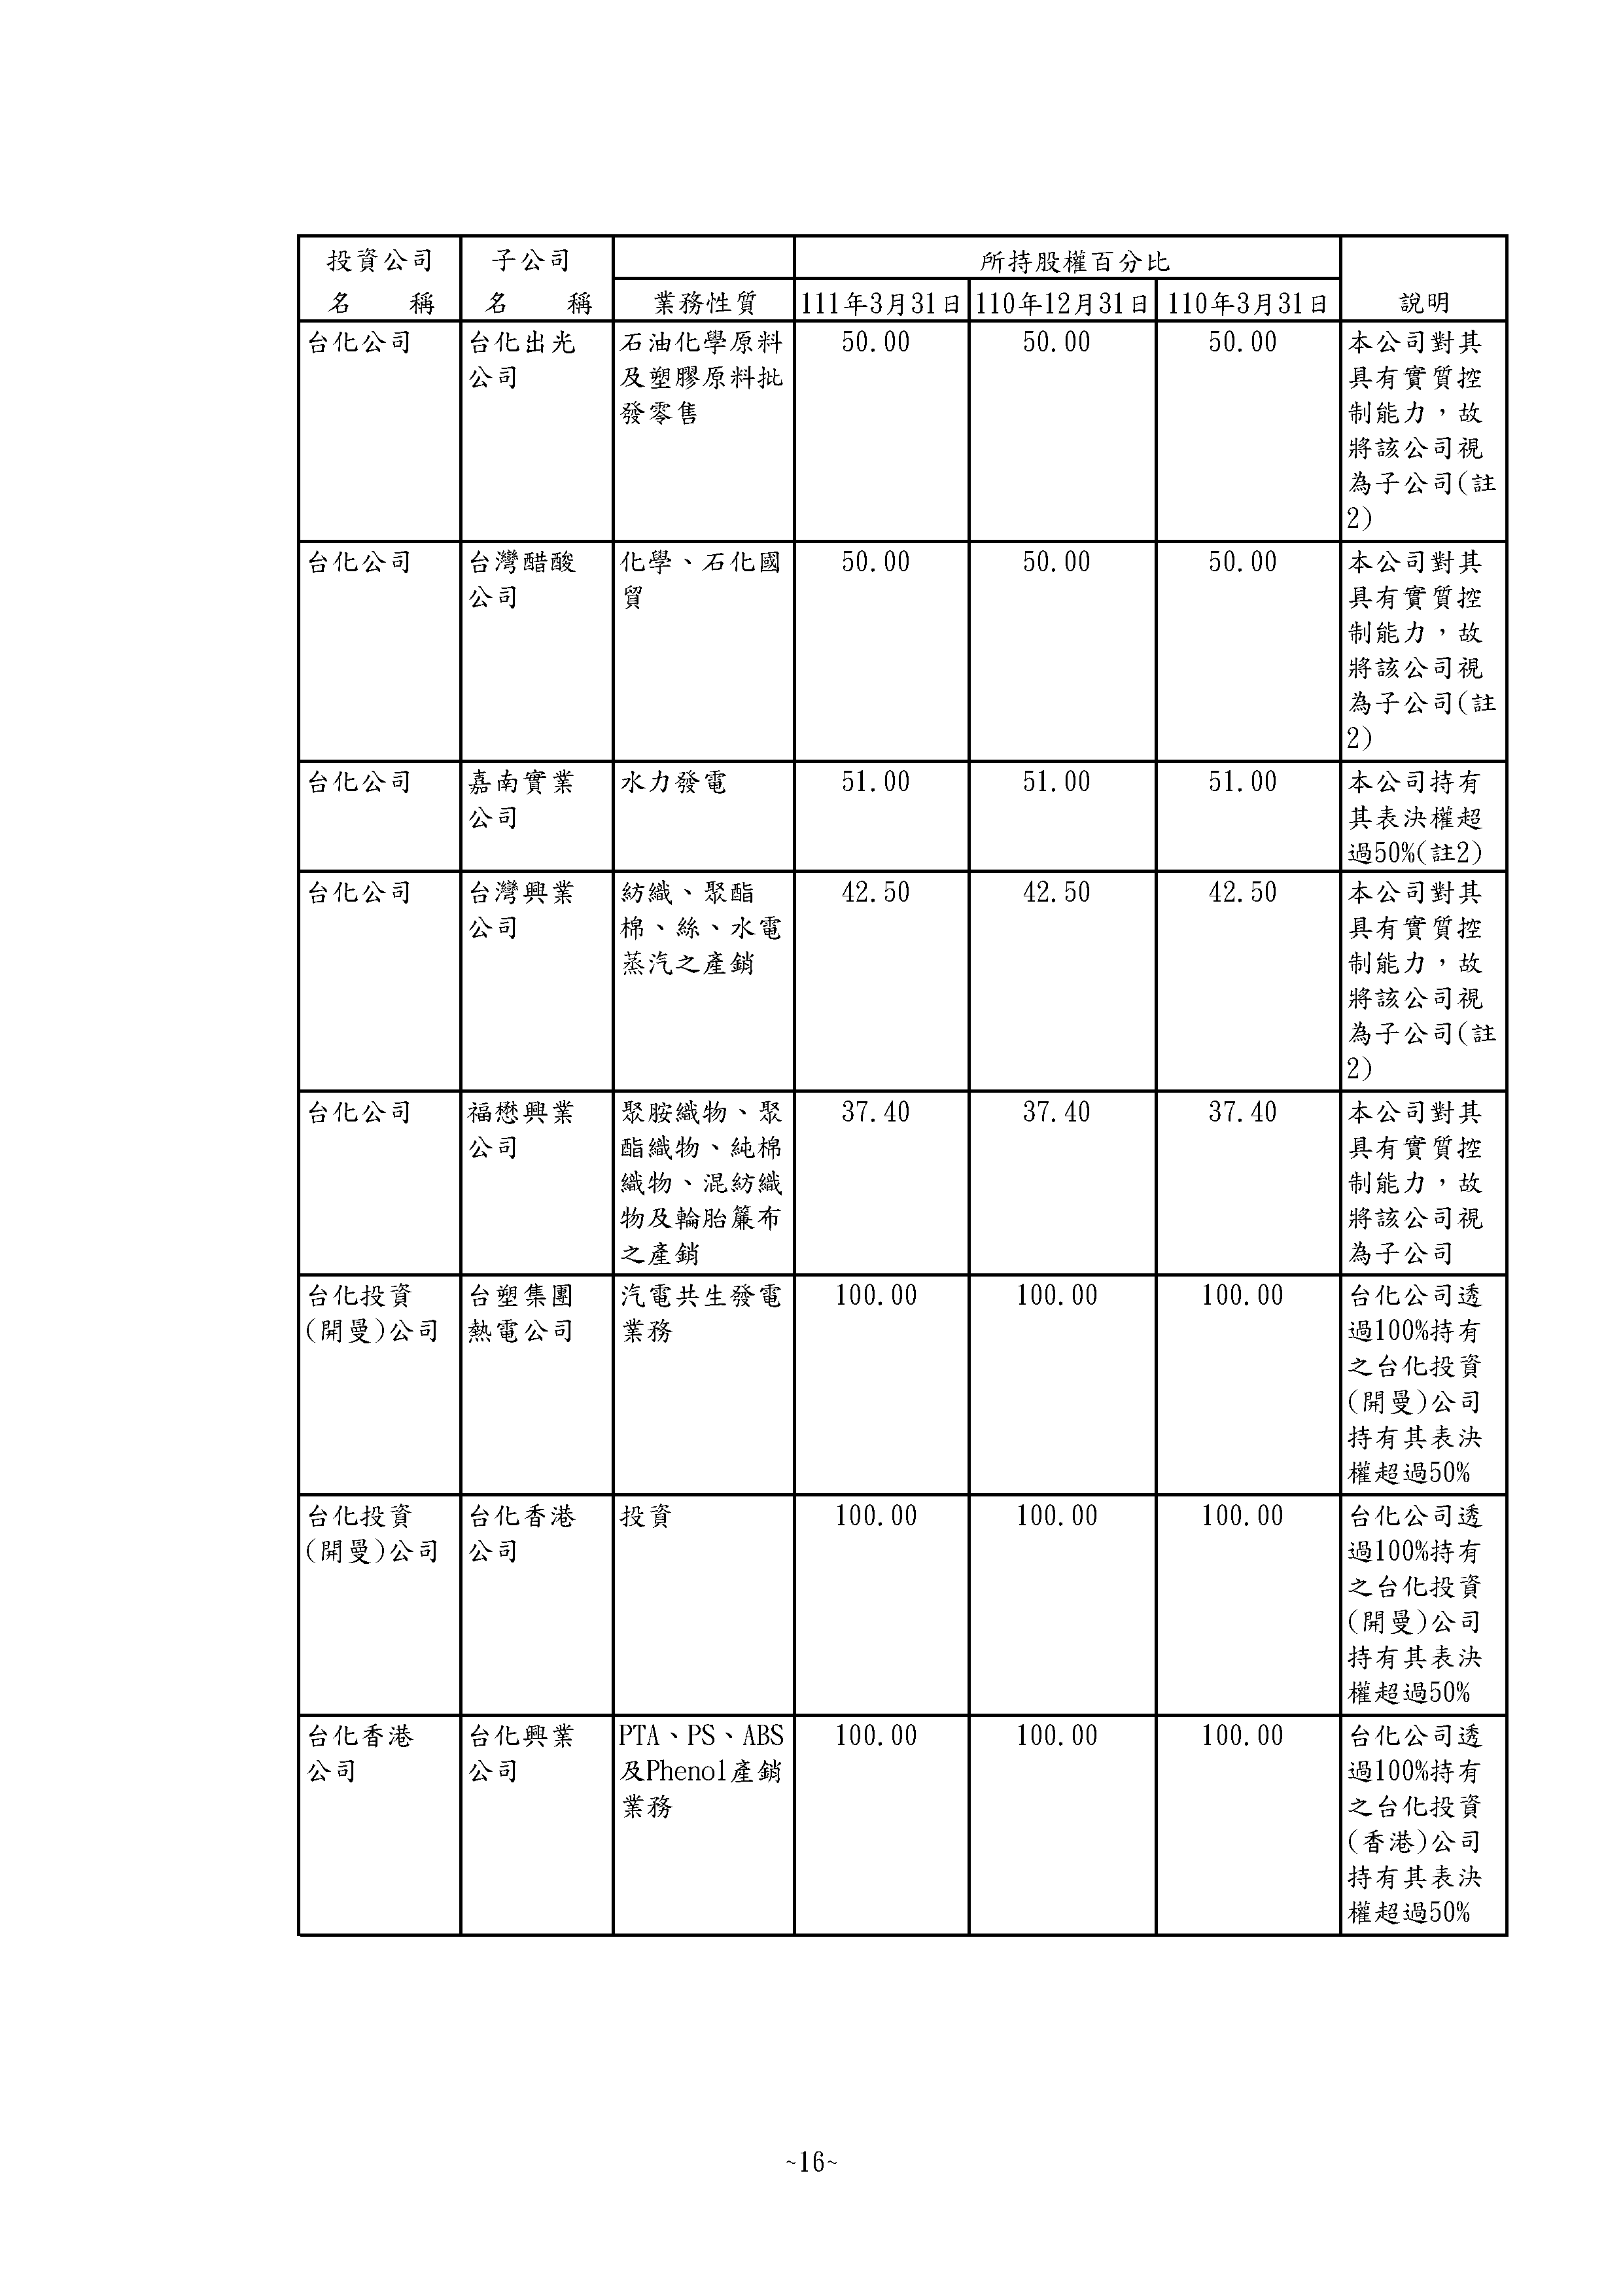 投資公司 子公司 所持股權百分比
名 稱 名 稱 業務性質 111年3月31日 110年12月31日 110年3月31日 說明
台化公司 台化出光 石油化學原料 50.00 50.00 50.00 本公司對其
公司 及塑膠原料批 具有實質控
發零售 制能力，故
將該公司視
為子公司(註
2)
台化公司 台灣醋酸 化學、石化國 50.00 50.00 50.00 本公司對其
公司 貿 具有實質控
制能力，故
將該公司視
為子公司(註
2)
台化公司 嘉南實業 水力發電 51.00 51.00 51.00 本公司持有
公司 其表決權超
過50%(註2)
台化公司 台灣興業 紡織、聚酯 42.50 42.50 42.50 本公司對其
公司 棉、絲、水電 具有實質控
蒸汽之產銷 制能力，故
將該公司視
為子公司(註
2)
台化公司 福懋興業 聚胺織物、聚 37.40 37.40 37.40 本公司對其
公司 酯織物、純棉 具有實質控
織物、混紡織 制能力，故
物及輪胎簾布 將該公司視
之產銷 為子公司
台化投資 台塑集團 汽電共生發電 100.00 100.00 100.00 台化公司透
(開曼)公司 熱電公司 業務 過100%持有
之台化投資
(開曼)公司
持有其表決
權超過50%
台化投資 台化香港 投資 100.00 100.00 100.00 台化公司透
(開曼)公司 公司 過100%持有
之台化投資
(開曼)公司
持有其表決
權超過50%
台化香港 台化興業 PTA、PS、ABS 100.00 100.00 100.00 台化公司透
公司 公司 及Phenol產銷 過100%持有
業務 之台化投資
(香港)公司
持有其表決
權超過50%
~16~